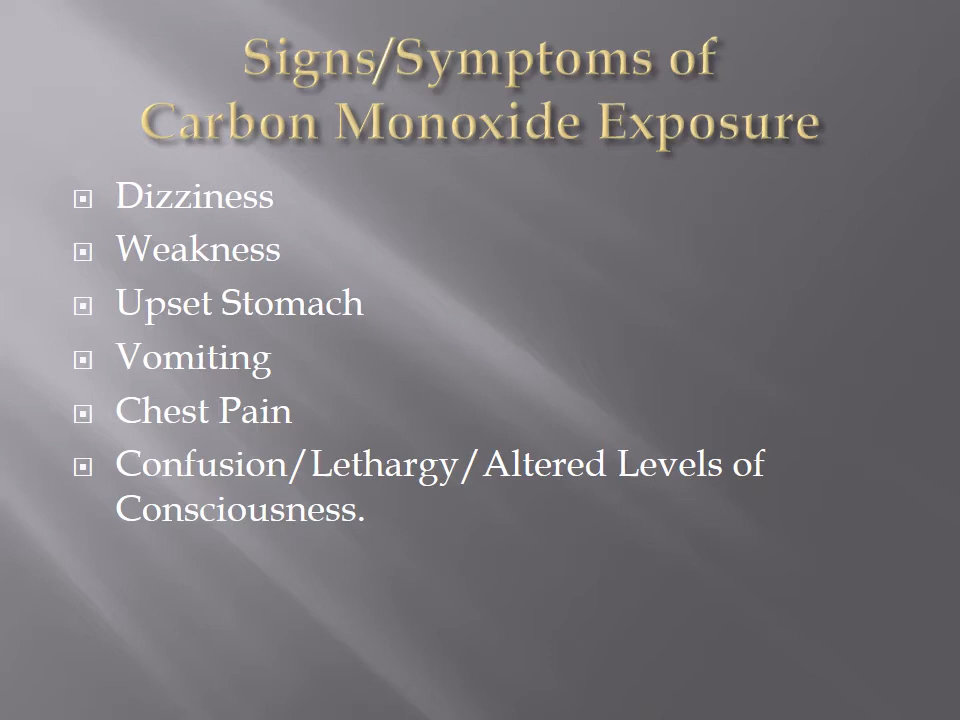 Signs/Symptoms of
Carbon Monoxide Exposure
Dizziness
Weakness
Upset Stomach
Vomiting
Chest Pain
Confusion/Lethargy/Altered Levels of
Consciousness.